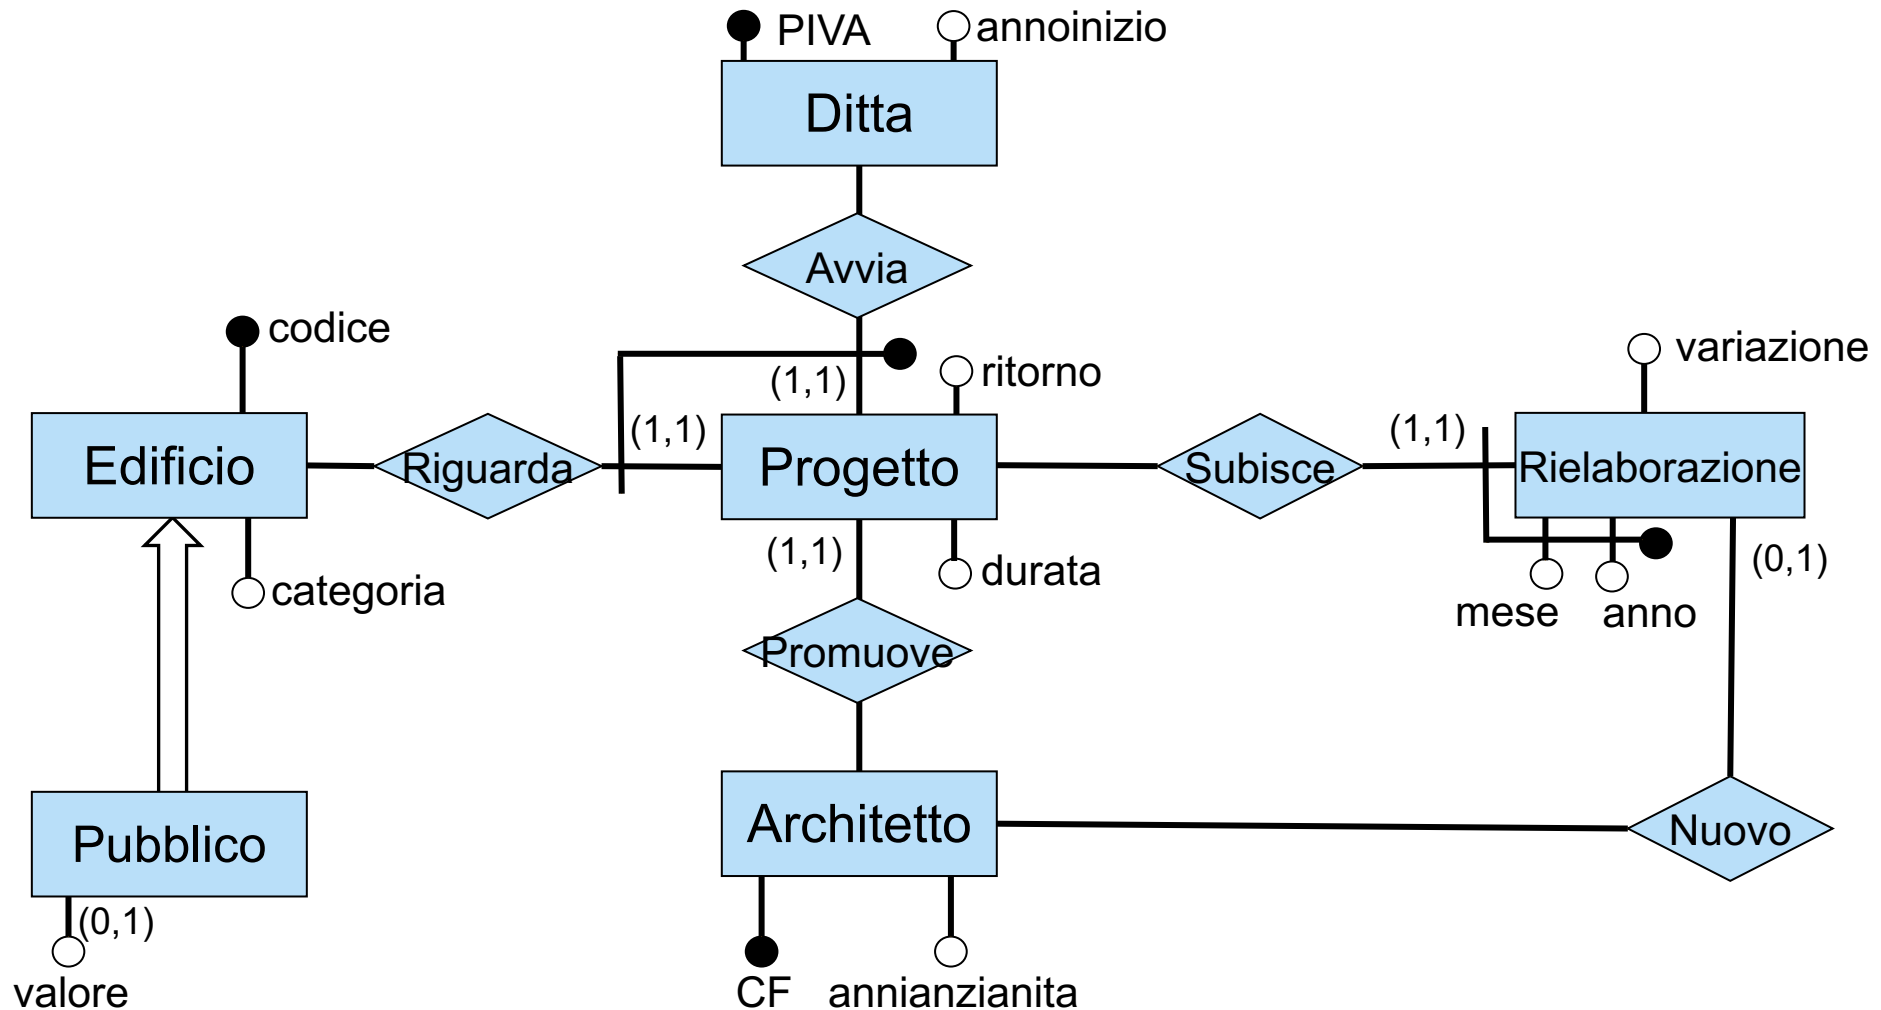 PIVA
annoinizio
Ditta
Avvia
codice
(1,1)
ritorno
variazione
Edificio
Riguarda
(1,1)
Progetto
Subisce
(1,1)
Rielaborazione
categoria
(1,1)
durata
mese
anno
(0,1)
Promuove
Pubblico
Architetto
Nuovo
(0,1)
valore
CF
annianzianita